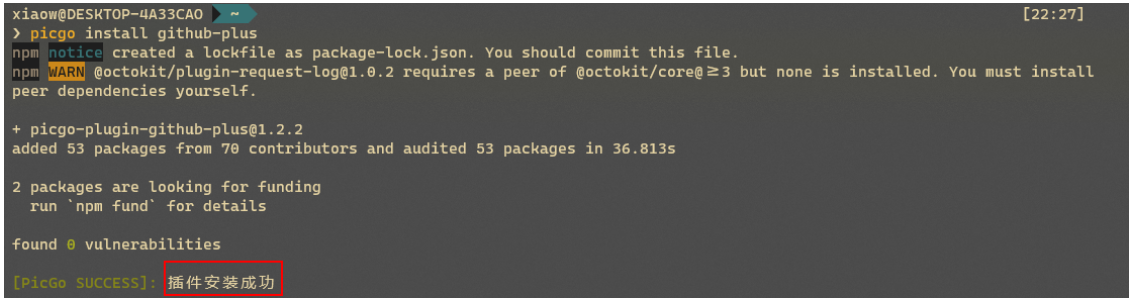 xiaow@DESKTOP-4A33CAO ~ [22:27]
❯ picgo install github-plus
npm notice created a lockfile as package-lock.json. You should commit this file.
npm WARN @octokit/plugin-request-log@1.0.2 requires a peer of @octokit/core@≥3 but none is installed. You must install
peer dependencies yourself.
+ picgo-plugin-github-plus@1.2.2
added 53 packages from 70 contributors and audited 53 packages in 36.813s
2 packages are looking for funding
run `npm fund` for details
found 0 vulnerabilities
[PicGo SUCCESS]: 插件安装成功